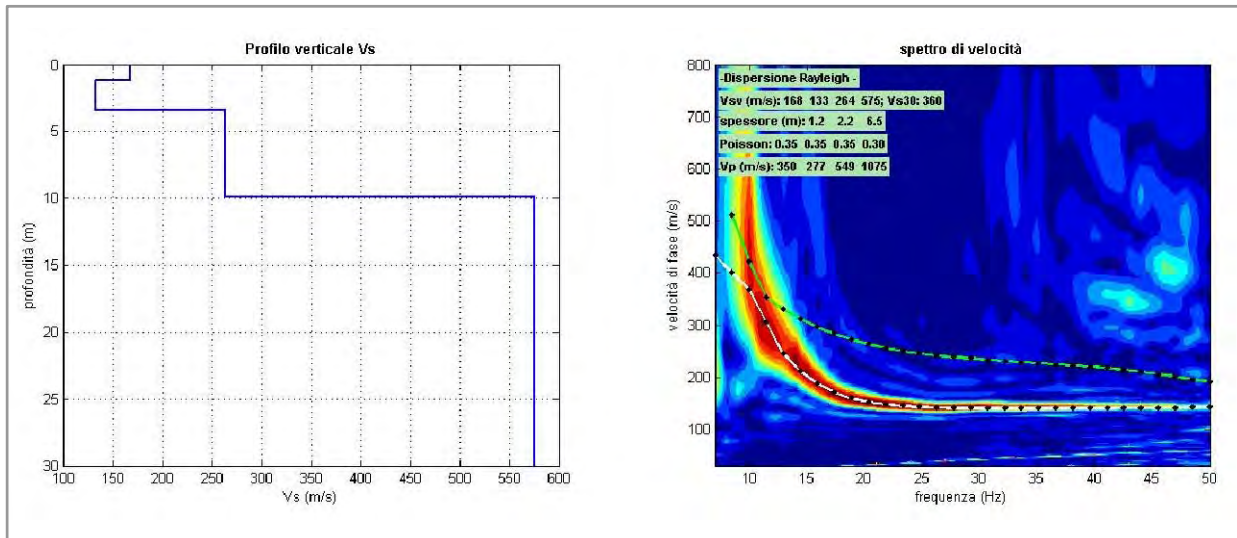 Profilo verticale Vs
0
5
10
15
20
25
30
profondità (m)
100 150 200 250 300 350 400 450 500 550 600
Vs (m/s)
spettro di velocità
-Dispersione Rayleigh -
Vsv (m/s): 168 133 264 575; Vs30: 360
spessore (m): 1.2 2.2 6.5
Poisson: 0.35 0.35 0.35 0.30
Vp (m/s): 350 277 549 1075
800
700
600
500
400
300
200
100
velocità di fase (m/s)
10 15 20 25 30 35 40 45 50
frequenza (Hz)